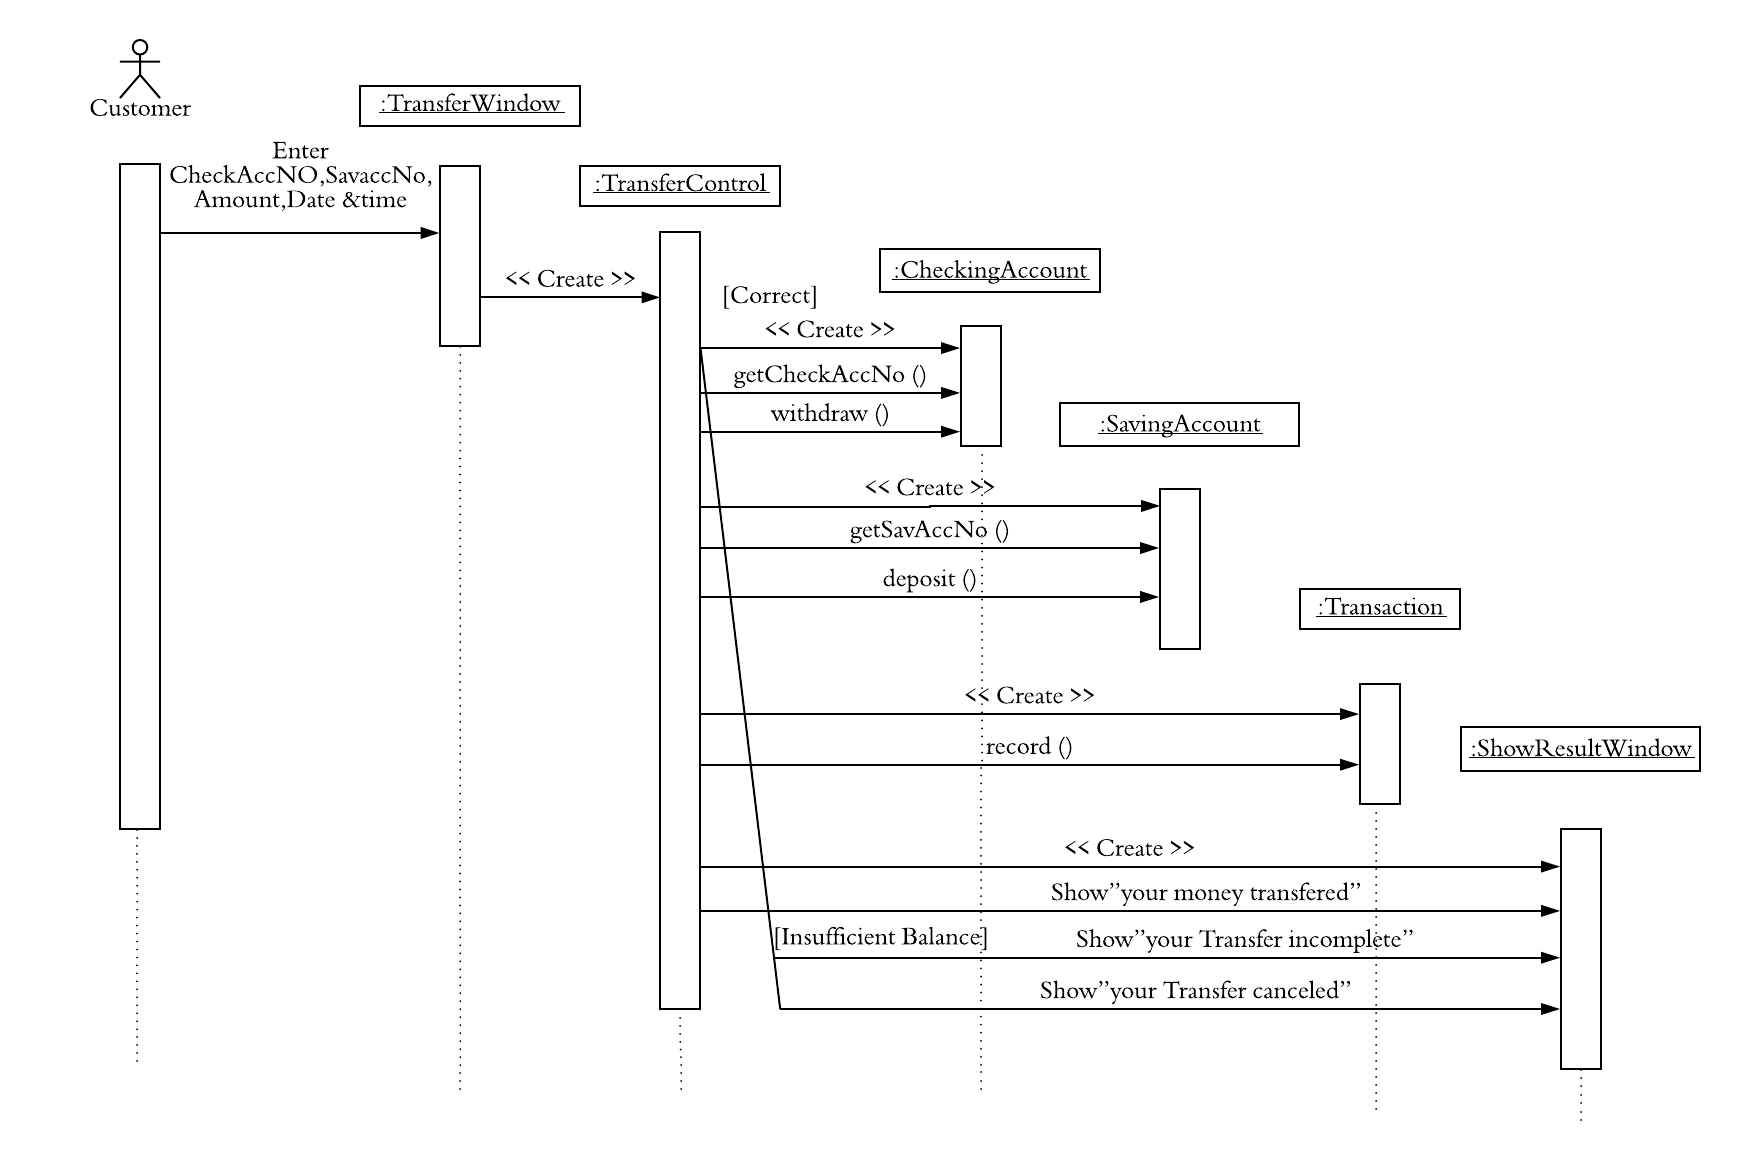 Customer
:TransferWindow
Enter
CheckAccNO,SavaccNo,
Amount,Date &time
:TransferControl
<< Create >>
:CheckingAccount
[Correct]
<< Create >>
getCheckAccNo ()
withdraw ()
:SavingAccount
<< Create >>
getSavAccNo ()
deposit ()
:Transaction
<< Create >>
record ()
:ShowResultWindow
<< Create >>
Show”your money transfered”
[Insufficient Balance]
Show”your Transfer incomplete”
Show”your Transfer canceled”